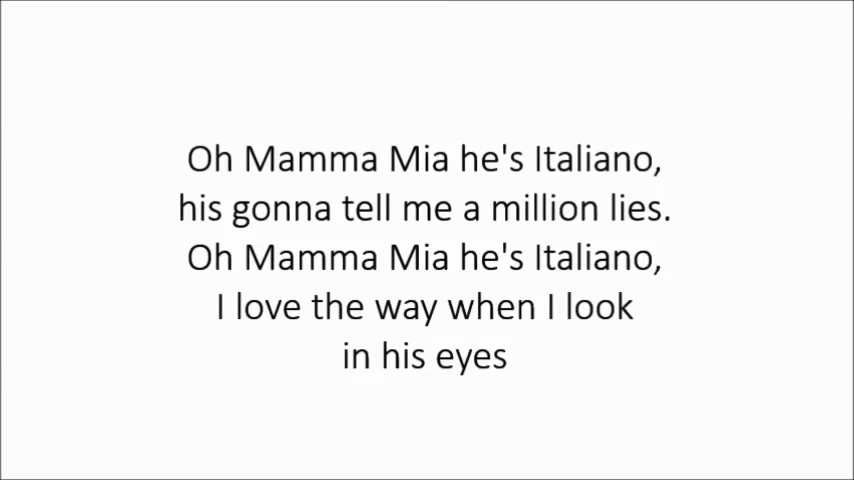 Oh Mamma Mia he's Italiano,
his gonna tell me a million lies.
Oh Mamma Mia he's Italiano,
I love the way when I look
in his eyes